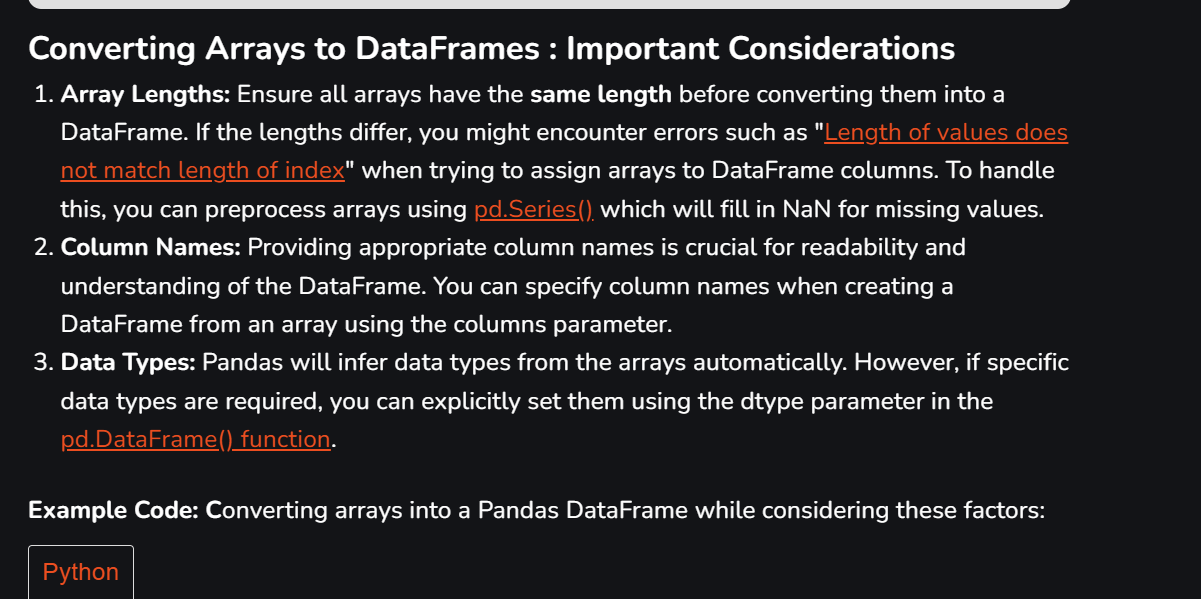 Converting Arrays to DataFrames : Important Considerations
1. Array Lengths: Ensure all arrays have the same length before converting them into a
DataFrame. If the lengths differ, you might encounter errors such as "Length of values does
not match length of index" when trying to assign arrays to DataFrame columns. To handle
this, you can preprocess arrays using pd.Series() which will fill in NaN for missing values.
2. Column Names: Providing appropriate column names is crucial for readability and
understanding of the DataFrame. You can specify column names when creating a
DataFrame from an array using the columns parameter.
3. Data Types: Pandas will infer data types from the arrays automatically. However, if specific
data types are required, you can explicitly set them using the dtype parameter in the
pd.DataFrame() function.
Example Code: Converting arrays into a Pandas DataFrame while considering these factors:
Python